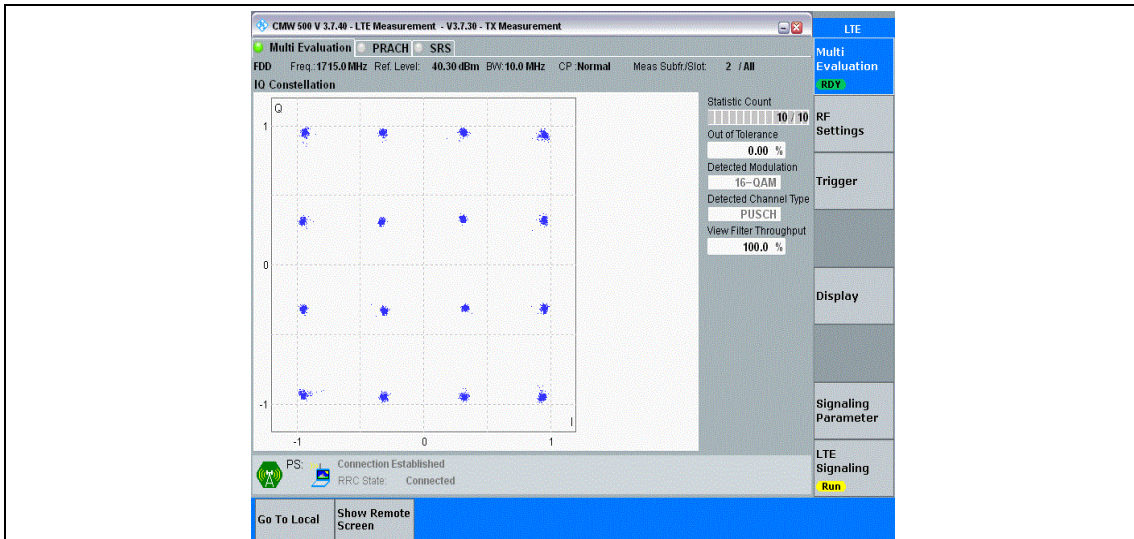 CMW 500 V 3.7.40 - LTE Measurement - V3.7.30 - TX Measurement
LTE
Multi Evaluation PRACH SRS
FDD Freq.:1715.0 MHz Ref. Level: 40.30 dBm BW:10.0 MHz CP :Normal Meas Subfr./Slot: 2 / All
IQ Constellation
Q
1
0
-1
I
-1 0 1
Statistic Count
10 / 10
Out of Tolerance
0.00 %
Detected Modulation
16-QAM
Detected Channel Type
PUSCH
View Filter Throughput
100.0 %
Multi
Evaluation
RDY
RF
Settings
Trigger
Display
Signaling
Parameter
LTE
Signaling
Run
PS: Connection Established
RRC State: Connected
Go To Local
Show Remote
Screen